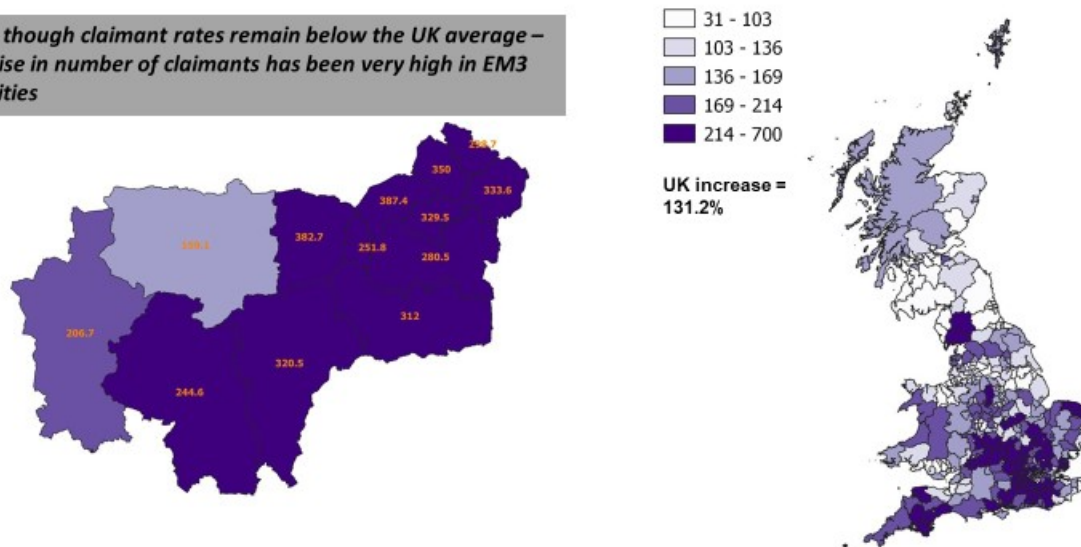 though claimant rates remain below the UK average –
ise in number of claimants has been very high in EM3
ities
31 - 103
103 - 136
136 - 169
169 - 214
214 - 700
UK increase =
131.2%
350
333.6
387.4
329.5
382.7
251.8
280.5
206.7
312
320.5
244.6